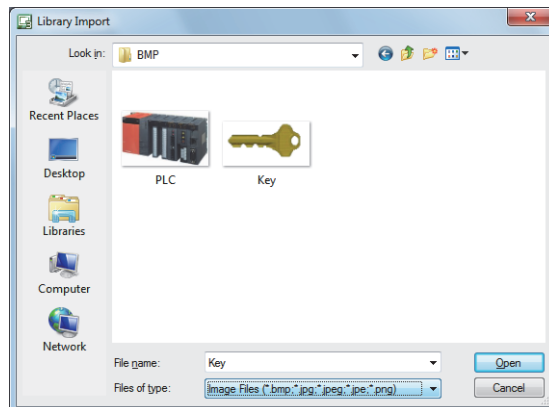 Library Import
Look in: BMP
Recent Places
Desktop
Libraries
Computer
Network
PLC Key
File name: Key Open
Files of type: Image Files (*.bmp;*.jpg;*.jpeg;*.jpe;*.png) Cancel